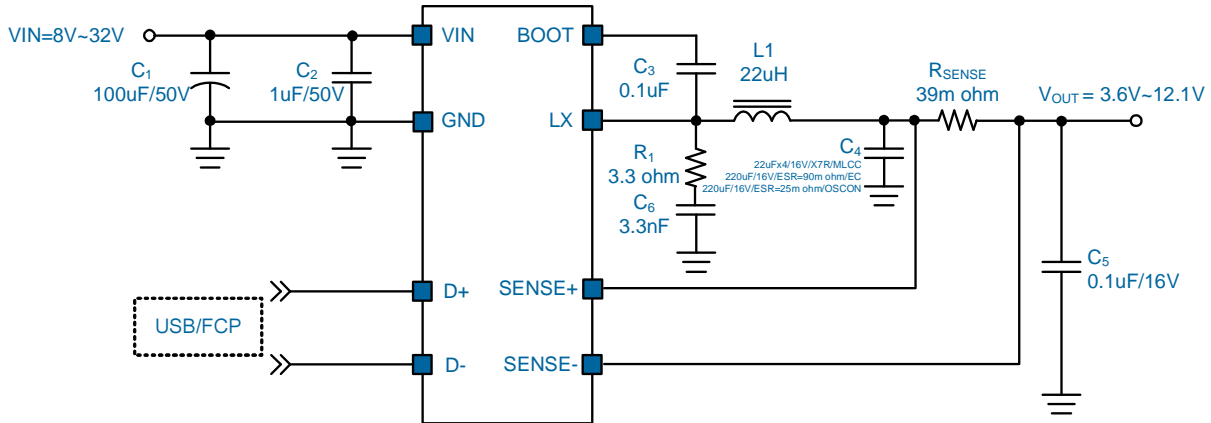 VIN=8V~32V
C1
100uF/50V
C2
1uF/50V
VIN
GND
D+
D-
BOOT
LX
SENSE+
SENSE-
USB/FCP
C3
0.1uF
L1
22uH
R1
3.3 ohm
C6
3.3nF
C4
22uFx4/16V/X7R/MLCC
220uF/16V/ESR=90m ohm/EC
220uF/16V/ESR=25m ohm/OSCON
RSENSE
39m ohm
VOUT = 3.6V~12.1V
C5
0.1uF/16V